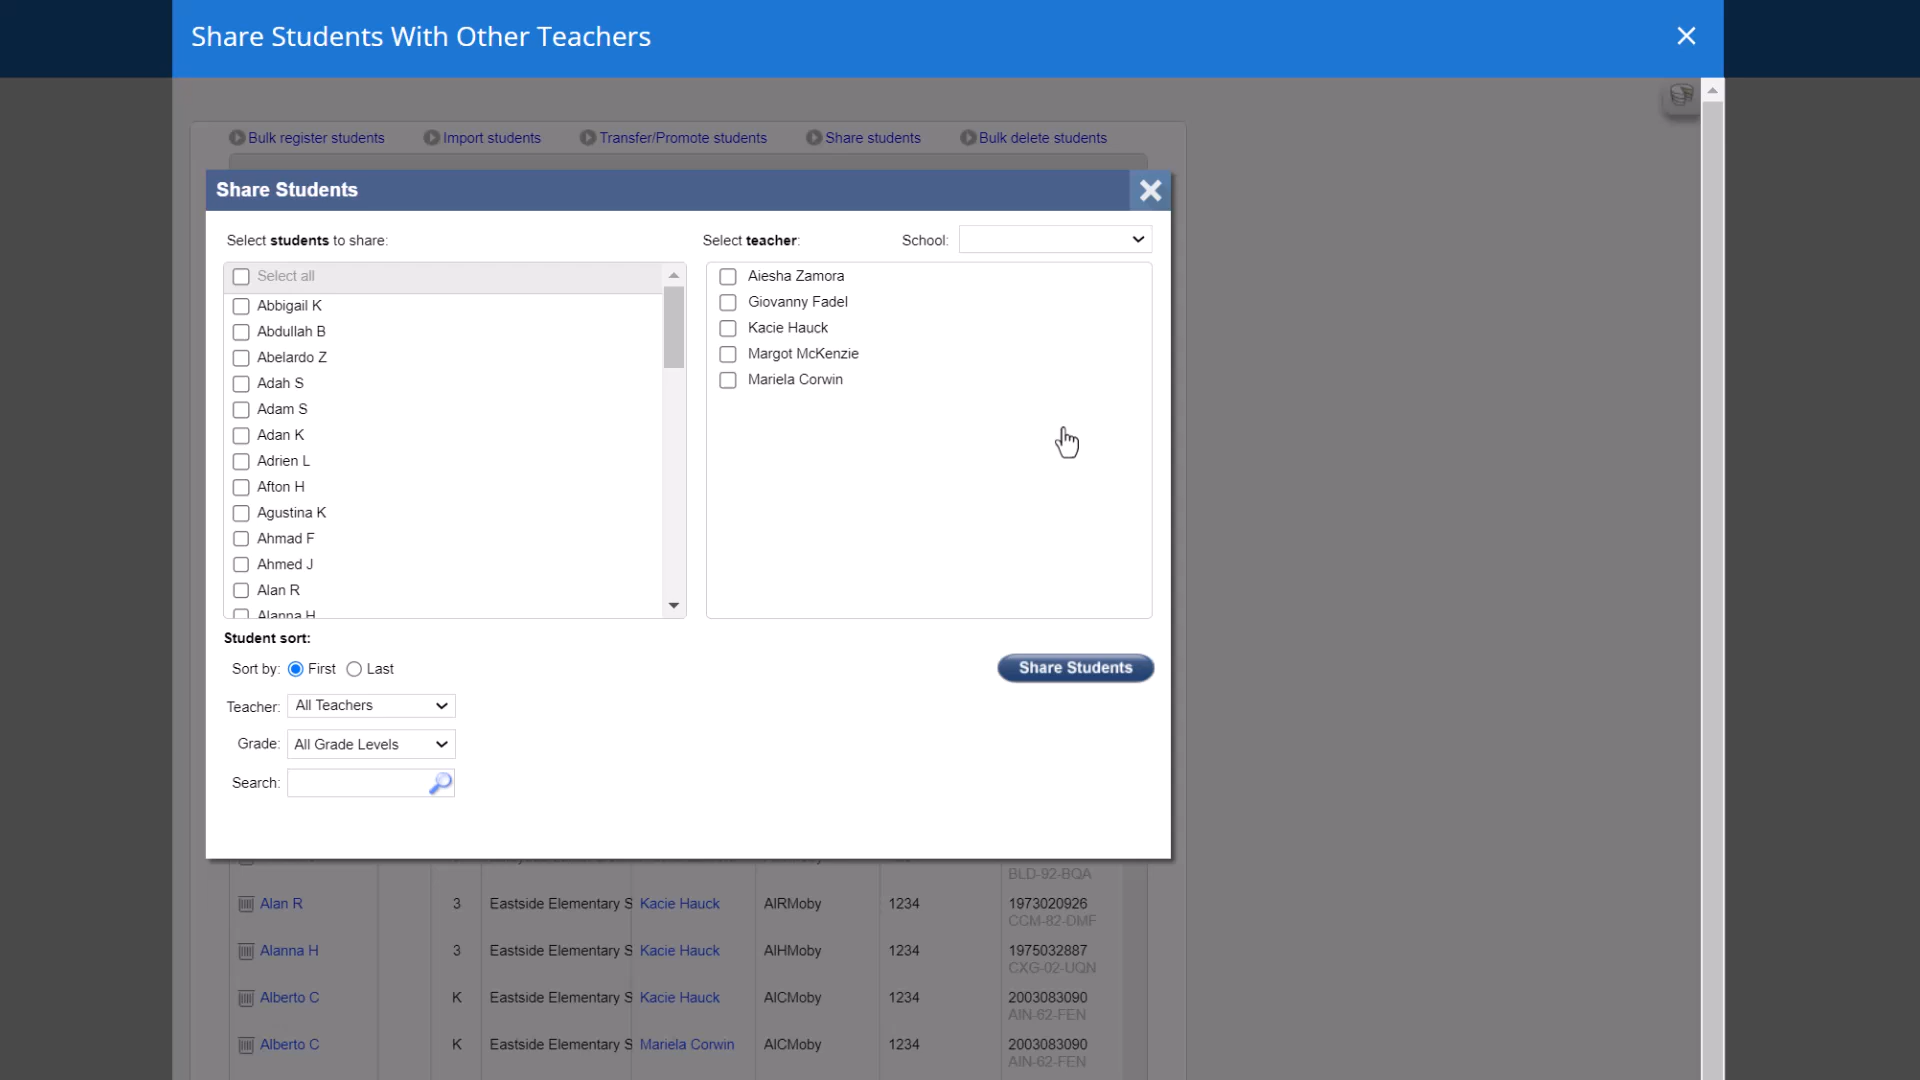 Share Students With Other Teachers
Bulk register students Import students Transfer/Promote students Share students Bulk delete students
Share Students
Select students to share:
Select teacher:
School:
Select all
Abbigail K
Abdullah B
Abelardo Z
Adah S
Adam S
Adan K
Adrien L
Afton H
Agustina K
Ahmad F
Ahmed J
Alan R
Alanna H
Aiesha Zamora
Giovanny Fadel
Kacie Hauck
Margot McKenzie
Mariela Corwin
Student sort:
Sort by: First Last
Share Students
Teacher: All Teachers
Grade: All Grade Levels
Search:
BLD-92-BQA
Alan R 3 Eastside Elementary S Kacie Hauck AIRMoby 1234 1973020926
CCM-82-DMF
Alanna H 3 Eastside Elementary S Kacie Hauck AIHMoby 1234 1975032887
CXG-02-UQN
Alberto C K Eastside Elementary S Kacie Hauck AICMoby 1234 2003083090
AIN-62-FEN
Alberto C K Eastside Elementary S Mariela Corwin AICMoby 1234 2003083090
AIN-62-FEN